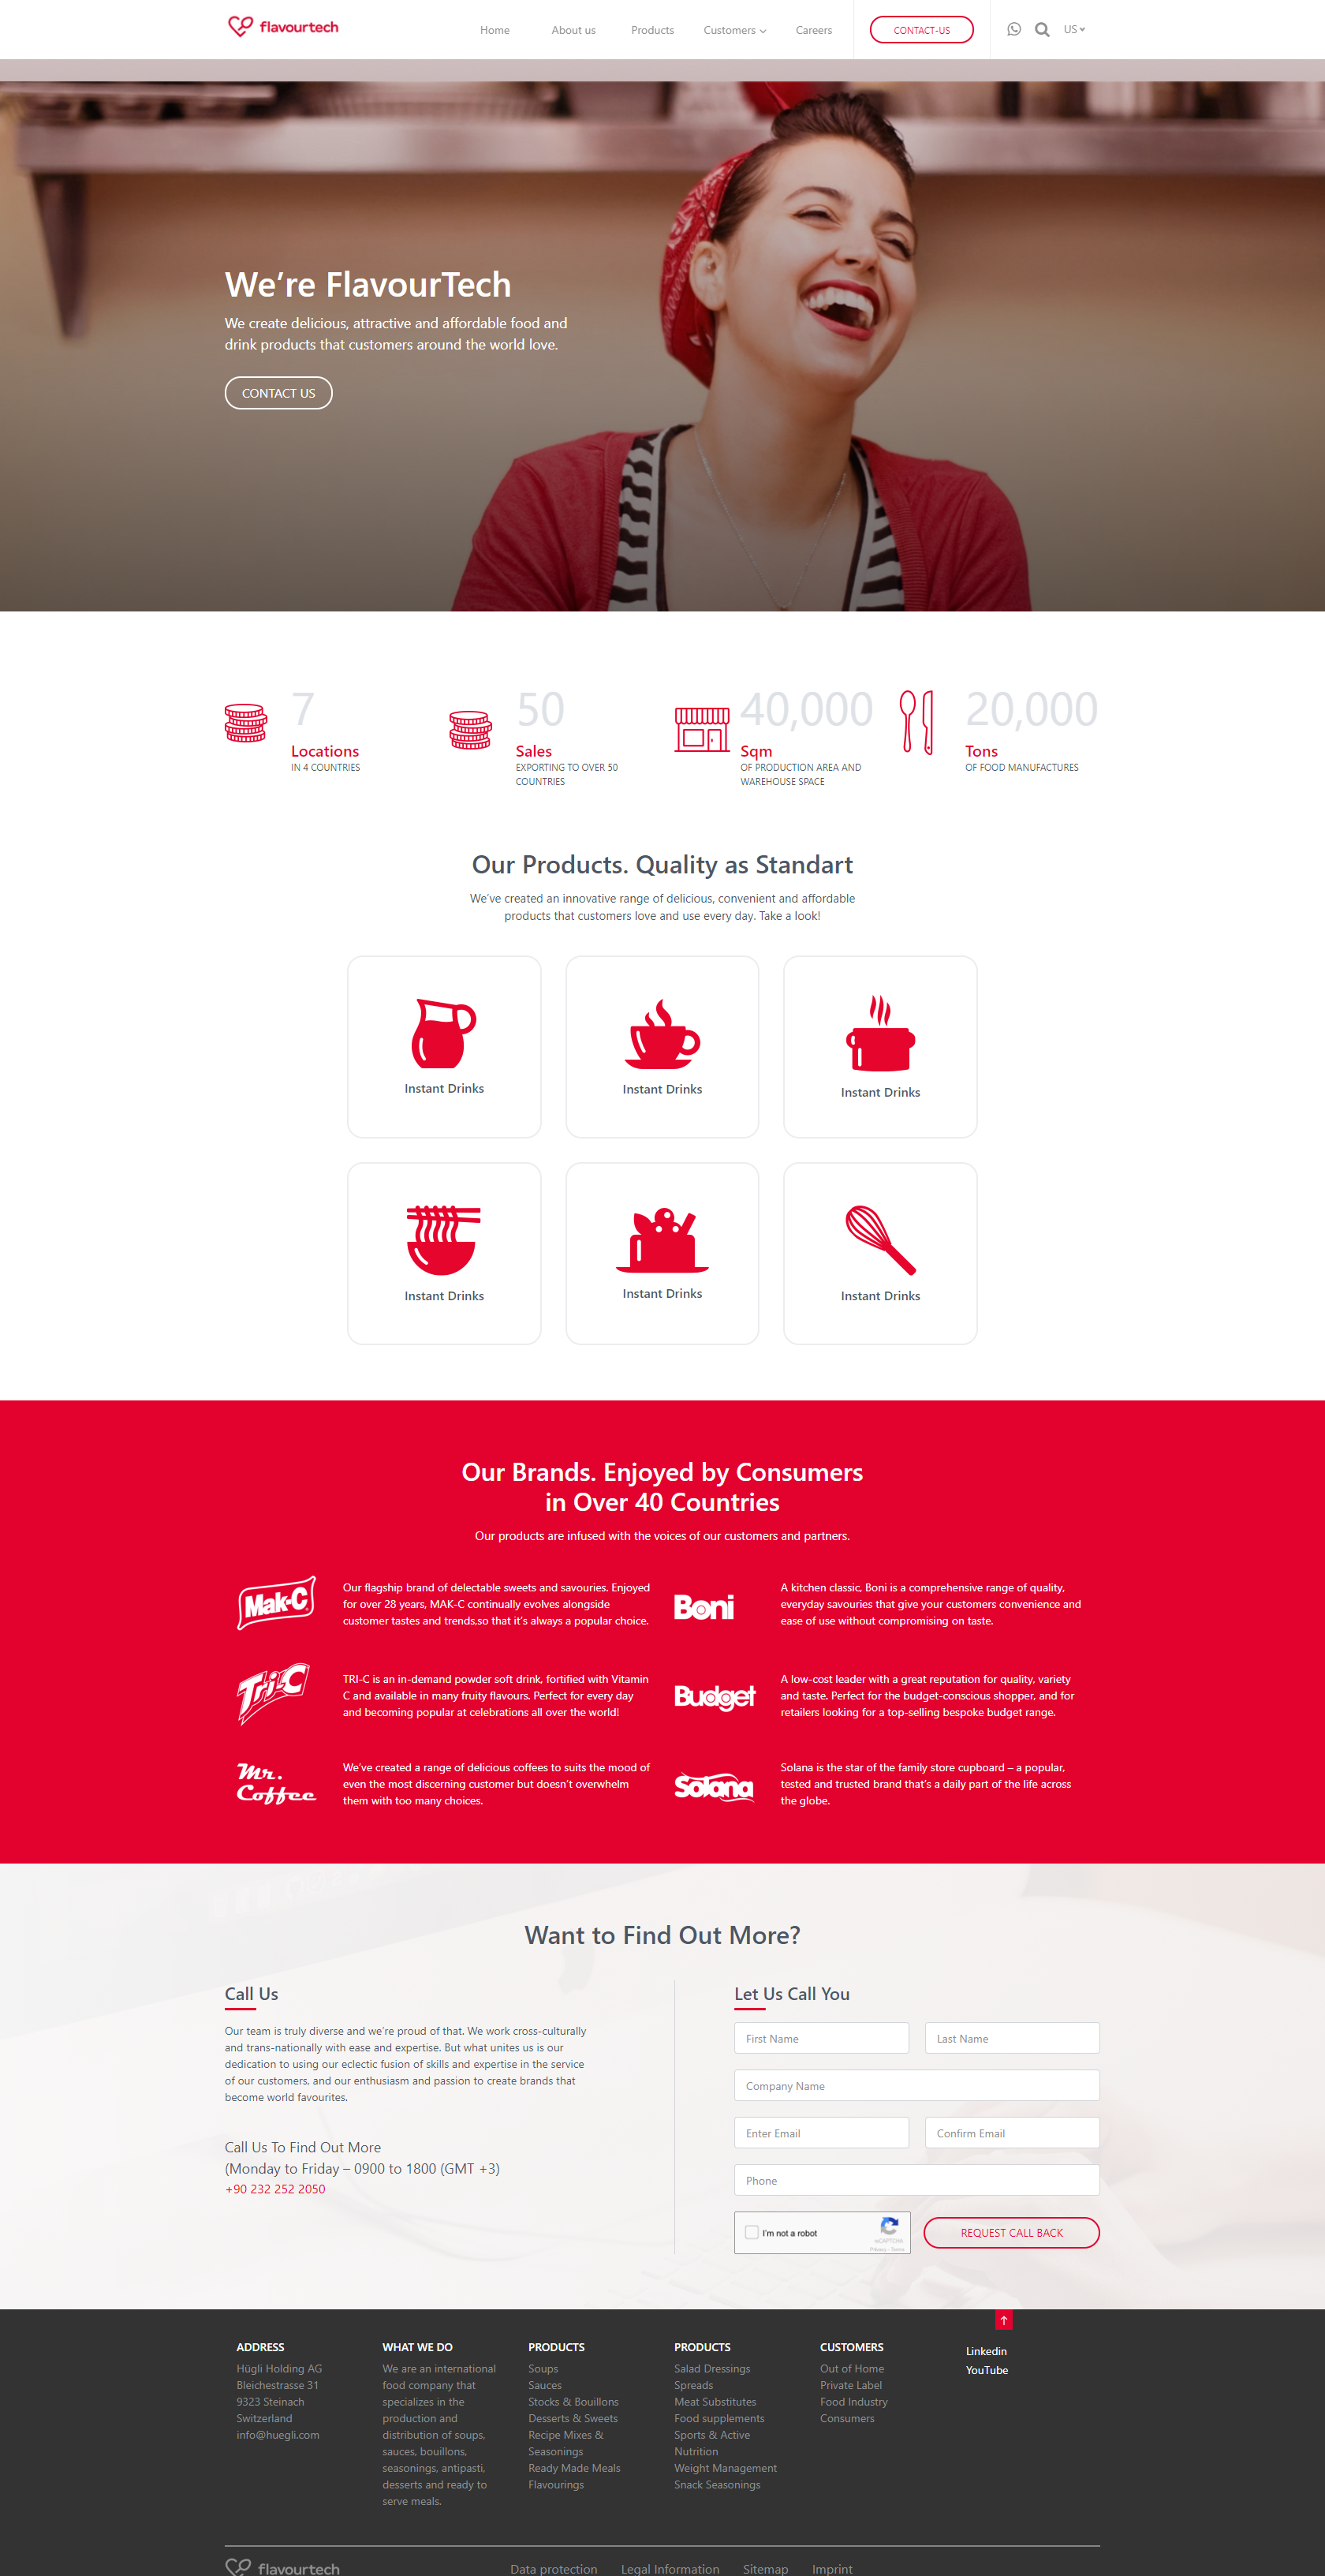 flavourtech
Home About us Products Customers Careers CONTACT-US US
We're FlavourTech
We create delicious, attractive and affordable food and
drink products that customers around the world love.
CONTACT US
7
Locations
IN 4 COUNTRIES
50
Sales
EXPORTING TO OVER 50
COUNTRIES
40,000
Sqm
OF PRODUCTION AREA AND
WAREHOUSE SPACE
20,000
Tons
OF FOOD MANUFACTURES
Our Products. Quality as Standart
We've created an innovative range of delicious, convenient and affordable
products that customers love and use every day. Take a look!
Instant Drinks
Instant Drinks
Instant Drinks
Instant Drinks
Instant Drinks
Instant Drinks
Our Brands. Enjoyed by Consumers
in Over 40 Countries
Our products are infused with the voices of our customers and partners.
Mak-C
Our flagship brand of delectable sweets and savouries. Enjoyed
for over 28 years, MAK-C continually evolves alongside
customer tastes and trends,so that it's always a popular choice.
Boni
A kitchen classic, Boni is a comprehensive range of quality,
everyday savouries that give your customers convenience and
ease of use without compromising on taste.
Tri-C
TRI-C is an in-demand powder soft drink, fortified with Vitamin
C and available in many fruity flavours. Perfect for every day
and becoming popular at celebrations all over the world!
Budget
A low-cost leader with a great reputation for quality, variety
and taste. Perfect for the budget-conscious shopper, and for
retailers looking for a top-selling bespoke budget range.
Mr.
Coffee
We've created a range of delicious coffees to suits the mood of
even the most discerning customer but doesn't overwhelm
them with too many choices.
Solana
Solana is the star of the family store cupboard – a popular,
tested and trusted brand that's a daily part of the life across
the globe.
Want to Find Out More?
Call Us
Our team is truly diverse and we're proud of that. We work cross-culturally
and trans-nationally with ease and expertise. But what unites us is our
dedication to using our eclectic fusion of skills and expertise in the service
of our customers, and our enthusiasm and passion to create brands that
become world favourites.
Call Us To Find Out More
(Monday to Friday – 0900 to 1800 (GMT +3)
+90 232 252 2050
Let Us Call You
First Name Last Name
Company Name
Enter Email Confirm Email
Phone
I'm not a robot
reCAPTCHA
Privacy - Terms
REQUEST CALL BACK
ADDRESS
Hügli Holding AG
Bleichestrasse 31
9323 Steinach
Switzerland
info@huegli.com
WHAT WE DO
We are an international
food company that
specializes in the
production and
distribution of soups,
sauces, bouillons,
seasonings, antipasti,
desserts and ready to
serve meals.
PRODUCTS
Soups
Sauces
Stocks & Bouillons
Desserts & Sweets
Recipe Mixes &
Seasonings
Ready Made Meals
Flavourings
PRODUCTS
Salad Dressings
Spreads
Meat Substitutes
Food supplements
Sports & Active
Nutrition
Weight Management
Snack Seasonings
CUSTOMERS
Out of Home
Private Label
Food Industry
Consumers
Linkedin
YouTube
flavourtech
Data protection Legal Information Sitemap Imprint